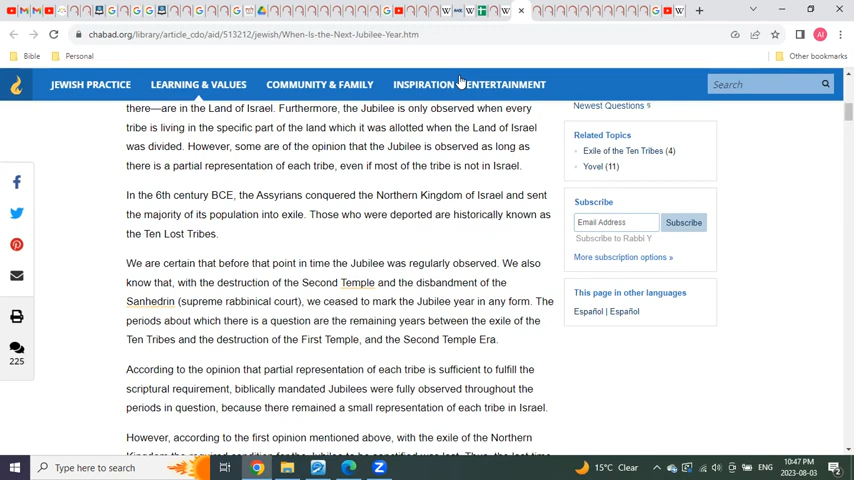 chabad.org/library/article_cdo/aid/513212/jewish/When-Is-the-Next-Jubilee-Year.htm
Bible
Personal
Other bookmarks
JEWISH PRACTICE
LEARNING & VALUES
COMMUNITY & FAMILY
INSPIRATION
ENTERTAINMENT
Search
there—are in the Land of Israel. Furthermore, the Jubilee is only observed when every
tribe is living in the specific part of the land which it was allotted when the Land of Israel
was divided. However, some are of the opinion that the Jubilee is observed as long as
there is a partial representation of each tribe, even if most of the tribe is not in Israel.
In the 6th century BCE, the Assyrians conquered the Northern Kingdom of Israel and sent
the majority of its population into exile. Those who were deported are historically known as
the Ten Lost Tribes.
We are certain that before that point in time the Jubilee was regularly observed. We also
know that, with the destruction of the Second Temple and the disbandment of the
Sanhedrin (supreme rabbinical court), we ceased to mark the Jubilee year in any form. The
periods about which there is a question are the remaining years between the exile of the
Ten Tribes and the destruction of the First Temple, and the Second Temple Era.
According to the opinion that partial representation of each tribe is sufficient to fulfill the
scriptural requirement, biblically mandated Jubilees were fully observed throughout the
periods in question, because there remained a small representation of each tribe in Israel.
However, according to the first opinion mentioned above, with the exile of the Northern
Newest Questions
Related Topics
Exile of the Ten Tribes (4)
Yovel (11)
Subscribe
Email Address
Subscribe
Subscribe to Rabbi Y
More subscription options »
This page in other languages
Español | Español
225
Type here to search
15°C Clear
ENG
10:47 PM
2023-08-03
2
AI